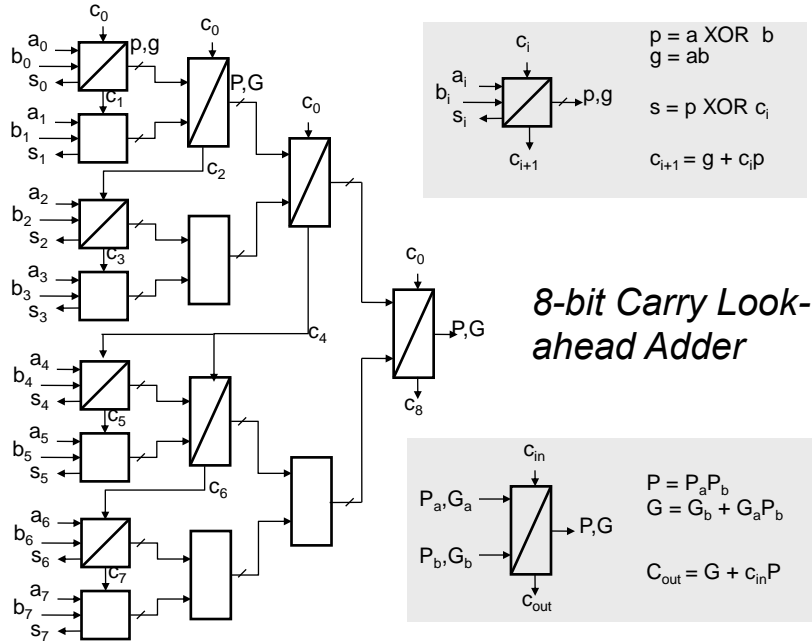 c0
a0
b0
s0
p,g
c1
a1
b1
s1
c0
P,G
c2
c0
a2
b2
s2
c3
a3
b3
s3
c4
a4
b4
s4
c5
a5
b5
s5
c6
a6
b6
s6
c7
a7
b7
s7
c0
P,G
c8
ci
ai
bi
si
p,g
ci+1
p = a XOR b
g = ab
s = p XOR ci
ci+1 = g + cip
8-bit Carry Look-
ahead Adder
cin
Pa,Ga
Pb,Gb
P,G
cout
P = PaPb
G = Gb + GaPb
Cout = G + cinP